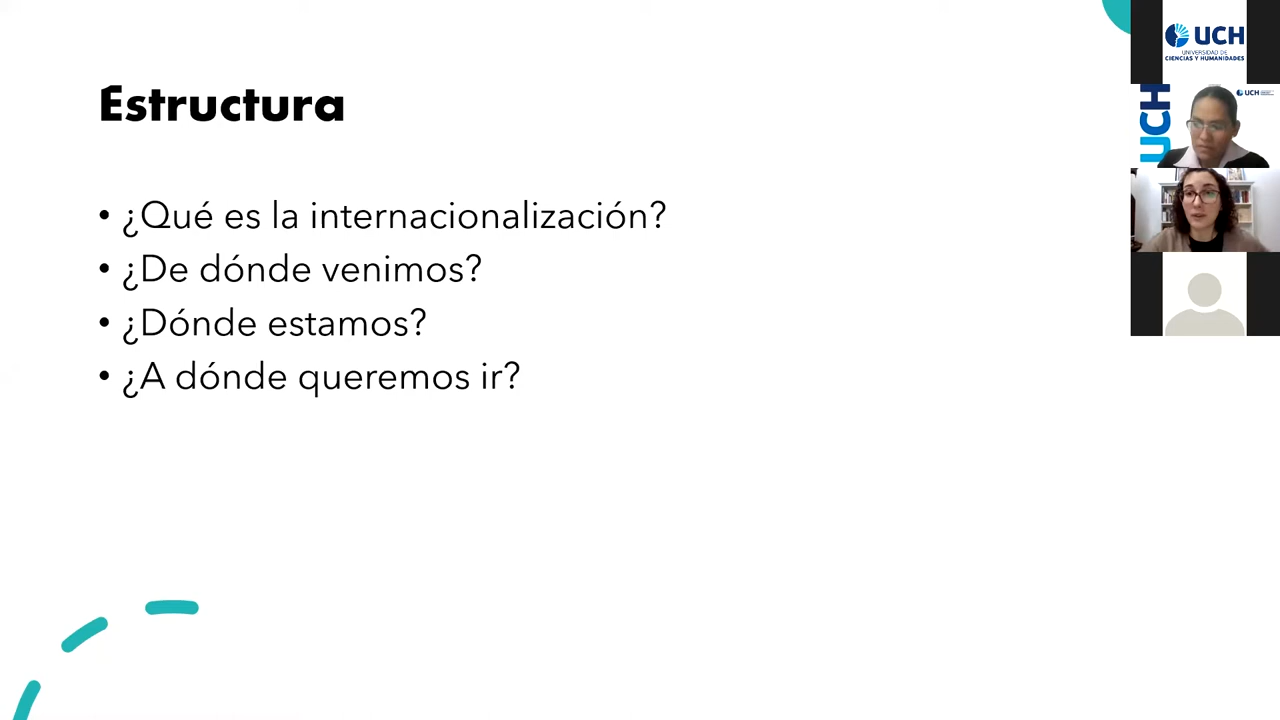 Estructura
• ¿Qué es la internacionalización?
• ¿De dónde venimos?
• ¿Dónde estamos?
• ¿A dónde queremos ir?
UCH
UNIVERSIDAD DE
CIENCIAS Y HUMANIDADES
UCH
UCH